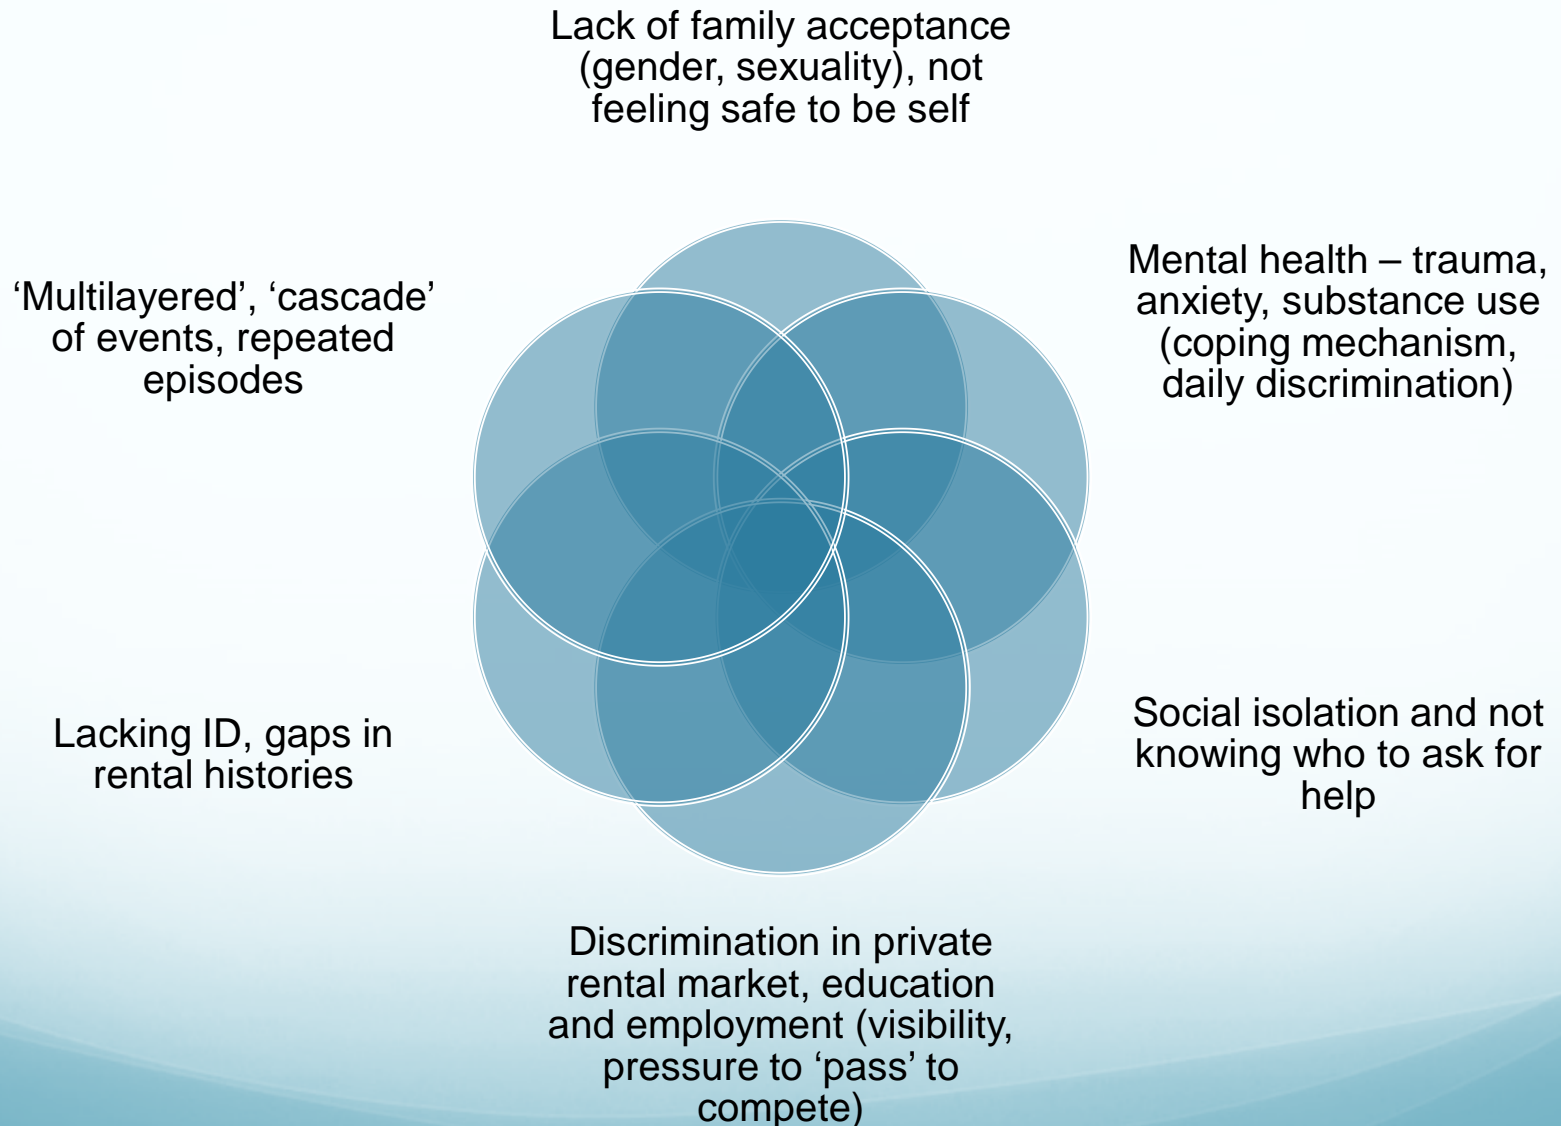 Lack of family acceptance
(gender, sexuality), not
feeling safe to be self
Mental health – trauma,
anxiety, substance use
(coping mechanism,
daily discrimination)
Social isolation and not
knowing who to ask for
help
Discrimination in private
rental market, education
and employment (visibility,
pressure to ‘pass’ to
compete)
Lacking ID, gaps in
rental histories
‘Multilayered’, ‘cascade’
of events, repeated
episodes